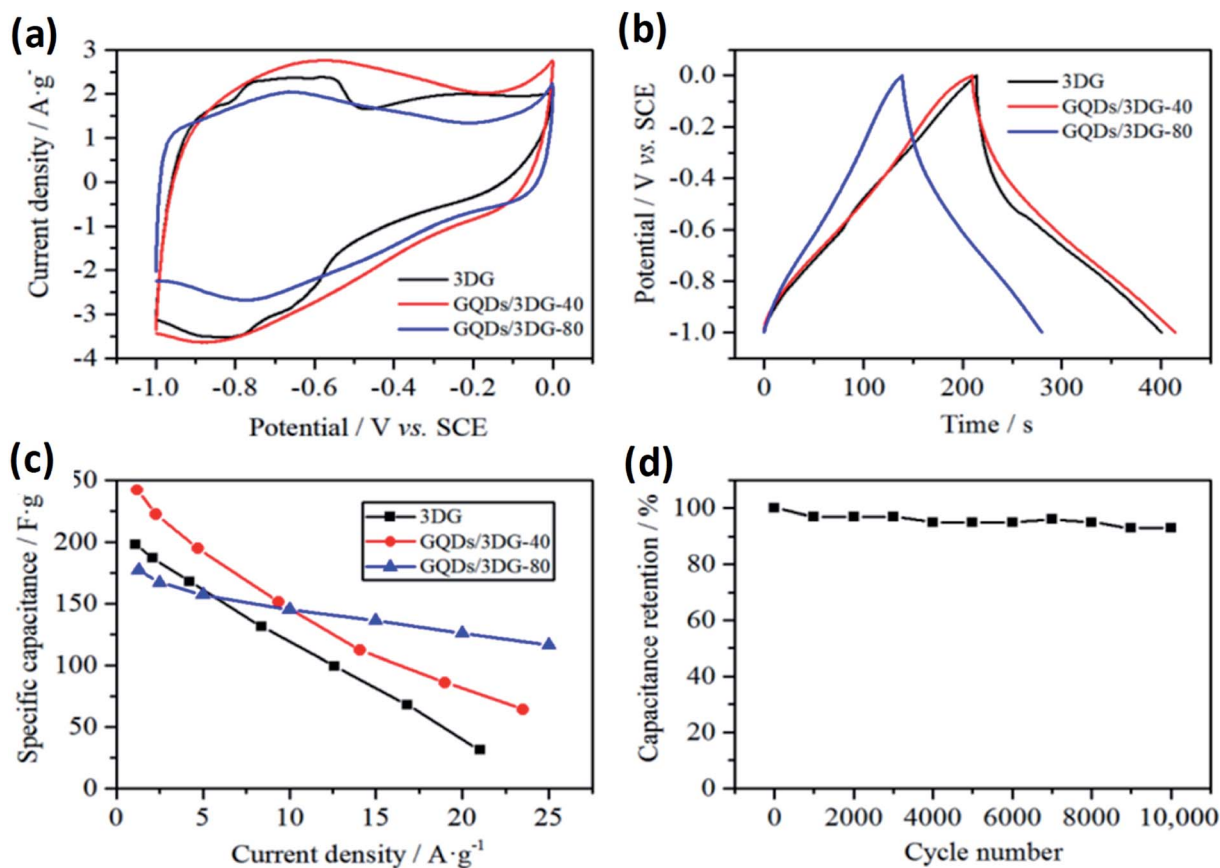 (a)
Current density / A·g⁻
3
2
1
0
-1
-2
-3
-4
3DG
GQDs/3DG-40
GQDs/3DG-80
-1.0 -0.8 -0.6 -0.4 -0.2 0.0
Potential / V vs. SCE
(b)
Potential / V vs. SCE
0.0
-0.2
-0.4
-0.6
-0.8
-1.0
3DG
GQDs/3DG-40
GQDs/3DG-80
0 100 200 300 400
Time / s
(c)
Specific capacitance / F·g
50
200
150
100
50
0
3DG
GQDs/3DG-40
GQDs/3DG-80
0 5 10 15 20 25
Current density / A·g⁻¹
(d)
Capacitance retention / %
100
80
60
40
20
0
0 2000 4000 6000 8000 10,000
Cycle number